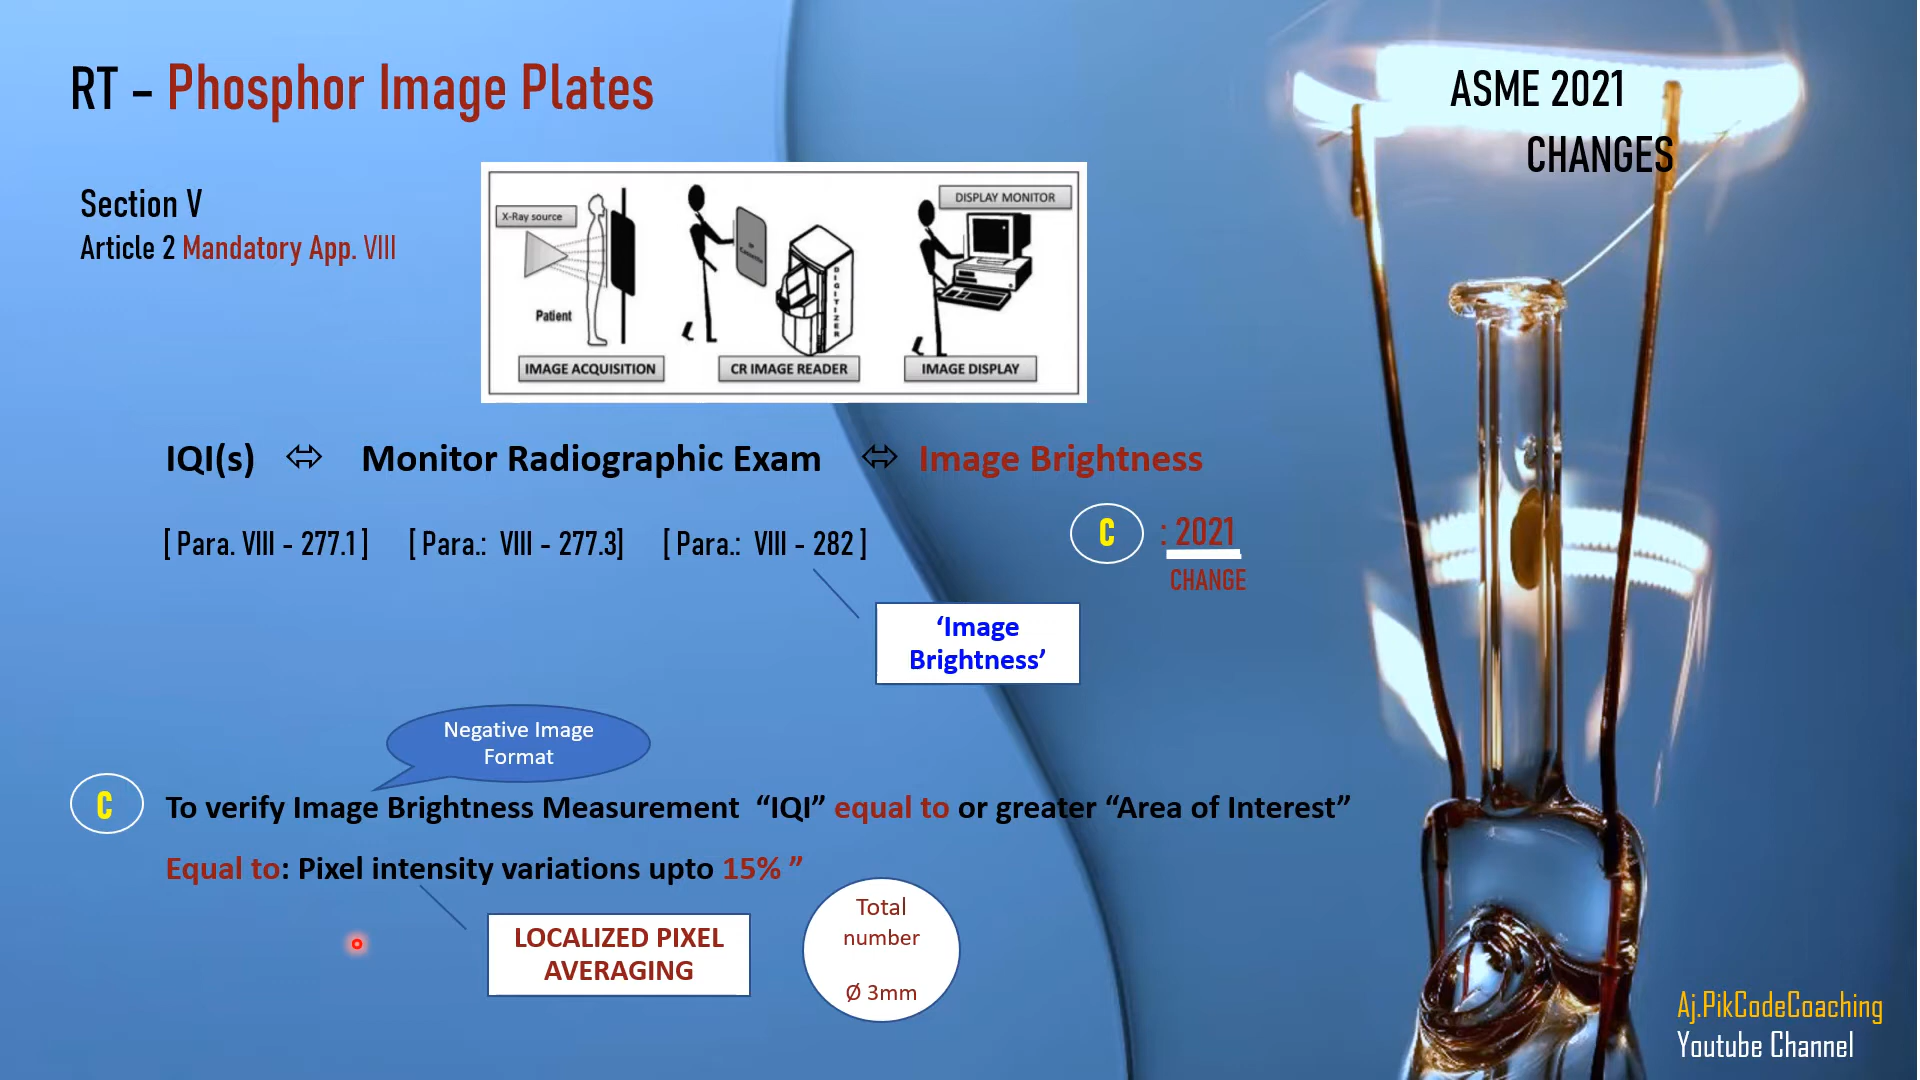 RT – Phosphor Image Plates
ASME 2021
CHANGES
Section V
Article 2 Mandatory App. VIII
X-Ray source
Patient
IMAGE ACQUISITION
DIGITIZER
CR IMAGE READER
DISPLAY MONITOR
IMAGE DISPLAY
IQI(s) ⬄ Monitor Radiographic Exam ⬄ Image Brightness
[ Para. VIII – 277.1 ] [ Para.: VIII – 277.3] [ Para.: VIII – 282 ]
C : 2021
CHANGE
‘Image
Brightness’
Negative Image
Format
C To verify Image Brightness Measurement “IQI” equal to or greater “Area of Interest”
Equal to: Pixel intensity variations upto 15% ”
LOCALIZED PIXEL
AVERAGING
Total
number
Ø 3mm
Aj.PikCodeCoaching
Youtube Channel